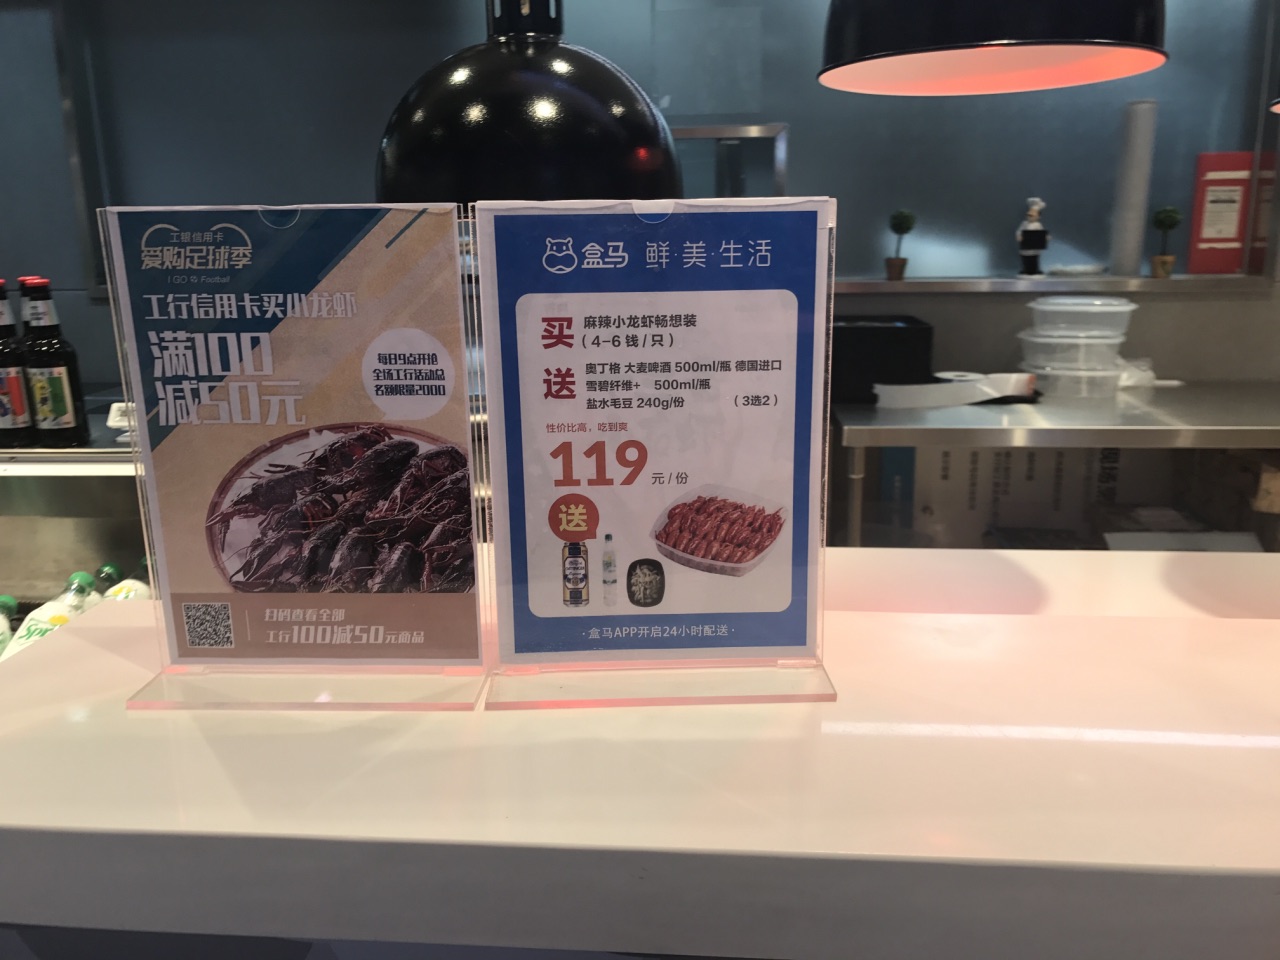 工银信用卡
爱购足球季
I GO 购 Football
工行信用卡买小龙虾
满100
减50元
每日9点开抢
全场工行活动品
名额限量2000
扫码查看全部
工行100减50元商品
盒马 鲜·美·生活
买 麻辣小龙虾畅想装
(4-6 钱 / 只)
送 奥丁格 大麦啤酒 500ml/瓶 德国进口
雪碧纤维+ 500ml/瓶
盐水毛豆 240g/份 (3选2)
性价比高，吃到爽
119 元 / 份
送
·盒马APP开启24小时配送·
Sprite